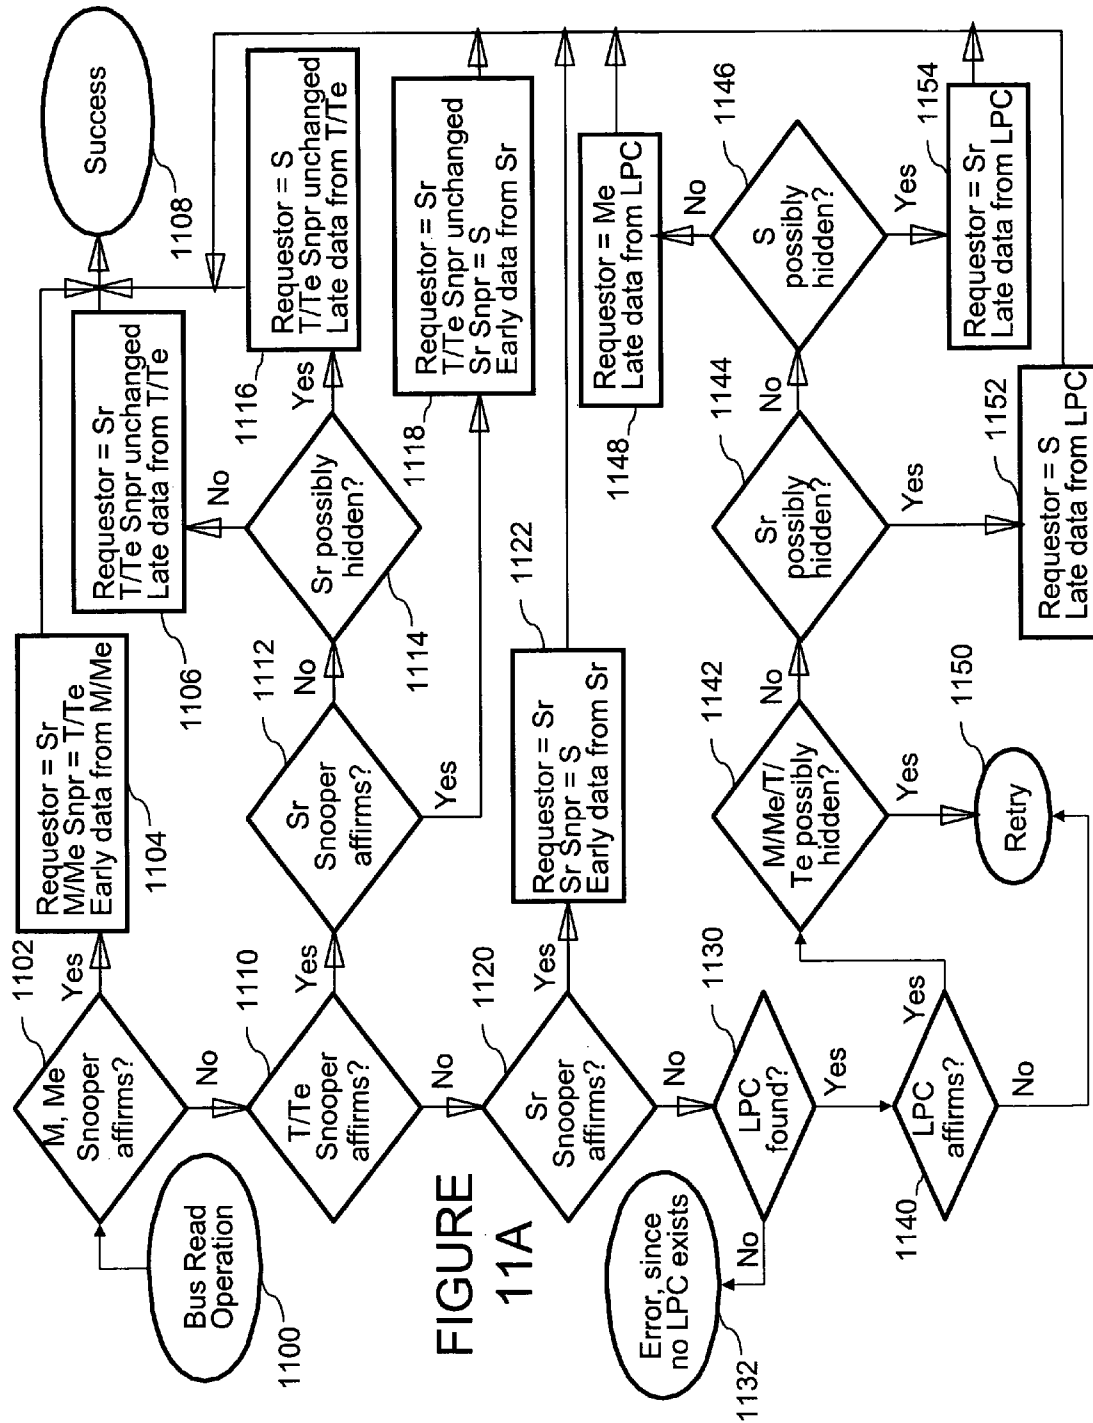 Bus Read
Operation
1100
M, Me
Snooper
affirms?
1102
Yes
No
Requestor = Sr
M/Me Snpr = T/Te
Early data from M/Me
1104
Requestor = Sr
T/Te Snpr unchanged
Late data from T/Te
1106
Success
1108
T/Te
Snooper
affirms?
1110
Yes
No
Sr
Snooper
affirms?
1112
No
Yes
Sr possibly
hidden?
1114
No
Yes
Requestor = S
T/Te Snpr unchanged
Late data from T/Te
1116
Requestor = Sr
T/Te Snpr unchanged
Sr Snpr = S
Early data from Sr
1118
Sr
Snooper
affirms?
1120
Yes
No
Requestor = Sr
Sr Snpr = S
Early data from Sr
1122
LPC
found?
1130
No
Yes
Error, since
no LPC exists
1132
LPC
affirms?
1140
Yes
No
M/Me/T/
Te possibly
hidden?
1142
No
Yes
Sr
possibly
hidden?
1144
No
Yes
S
possibly
hidden?
1146
No
Yes
Requestor = Me
Late data from LPC
1148
Retry
1150
Requestor = S
Late data from LPC
1152
Requestor = Sr
Late data from LPC
1154
FIGURE
11A